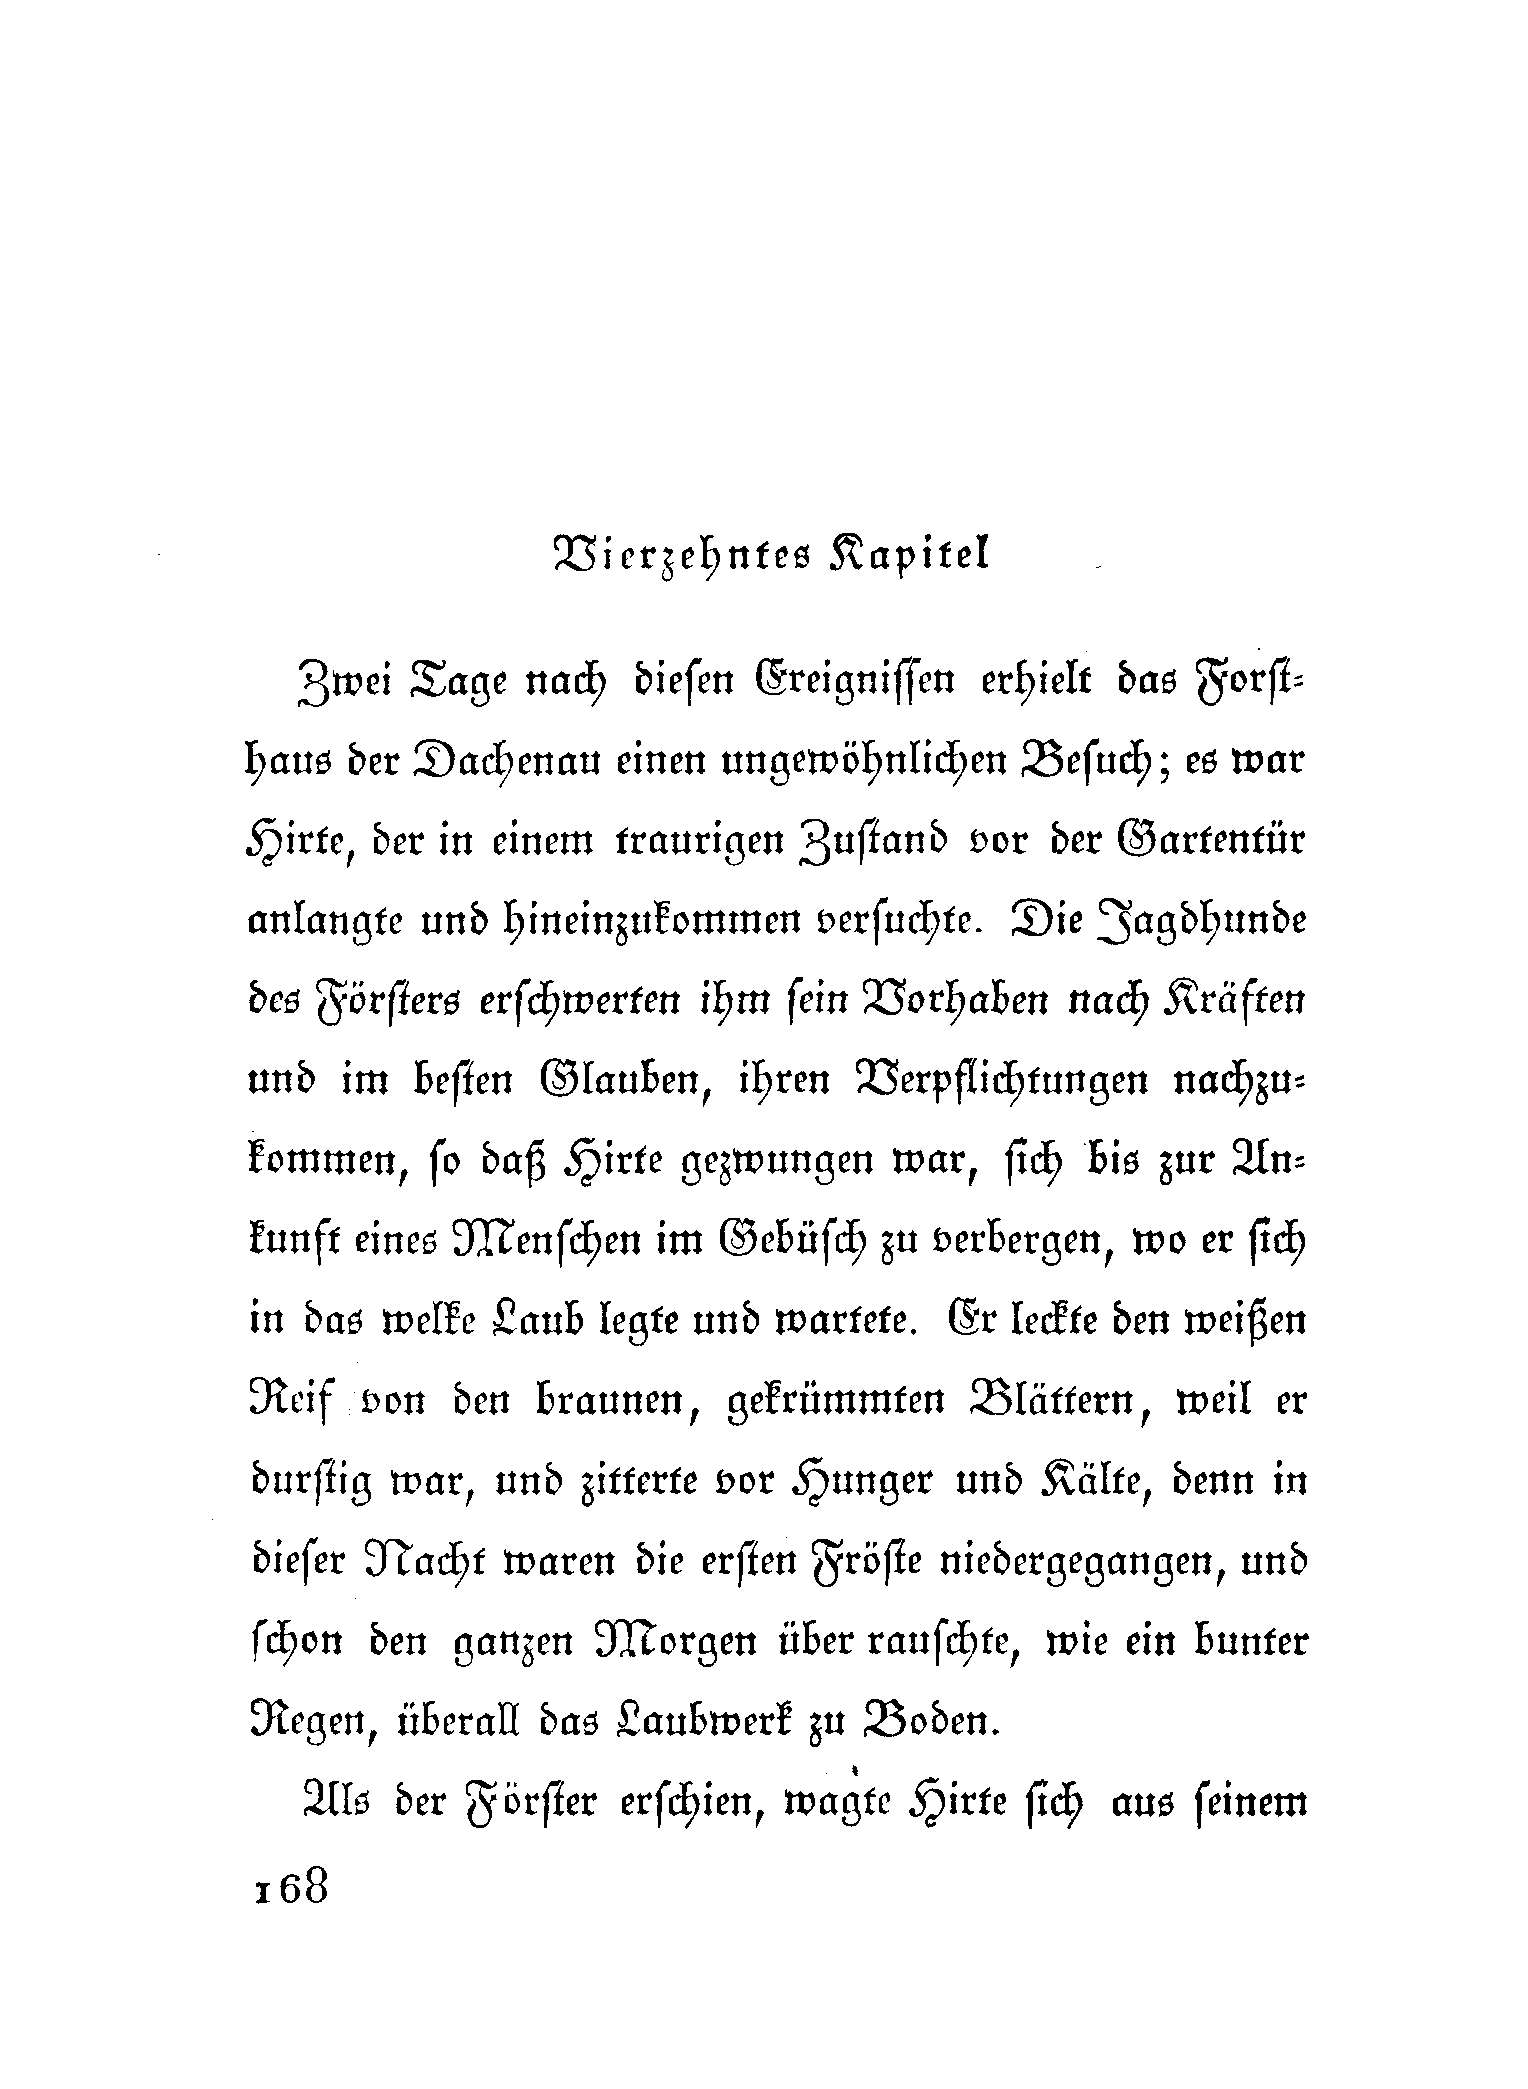 Vierzehntes Kapitel
Zwei Tage nach dieſen Ereigniſſen erhielt das Forſt⸗
haus der Dachenau einen ungewöhnlichen Beſuch; es war
Hirte, der in einem traurigen Zuſtand vor der Gartentür
anlangte und hineinzukommen verſuchte. Die Jagdhunde
des Förſters erſchwerten ihm ſein Vorhaben nach Kräften
und im beſten Glauben, ihren Verpflichtungen nachzu⸗
kommen, ſo daß Hirte gezwungen war, ſich bis zur An⸗
kunft eines Menſchen im Gebüſch zu verbergen, wo er ſich
in das welke Laub legte und wartete. Er leckte den weißen
Reif von den braunen, gekrümmten Blättern, weil er
durſtig war, und zitterte vor Hunger und Kälte, denn in
dieſer Nacht waren die erſten Fröſte niedergegangen, und
ſchon den ganzen Morgen über rauſchte, wie ein bunter
Regen, überall das Laubwerk zu Boden.
Als der Förſter erſchien, wagte Hirte ſich aus ſeinem
168